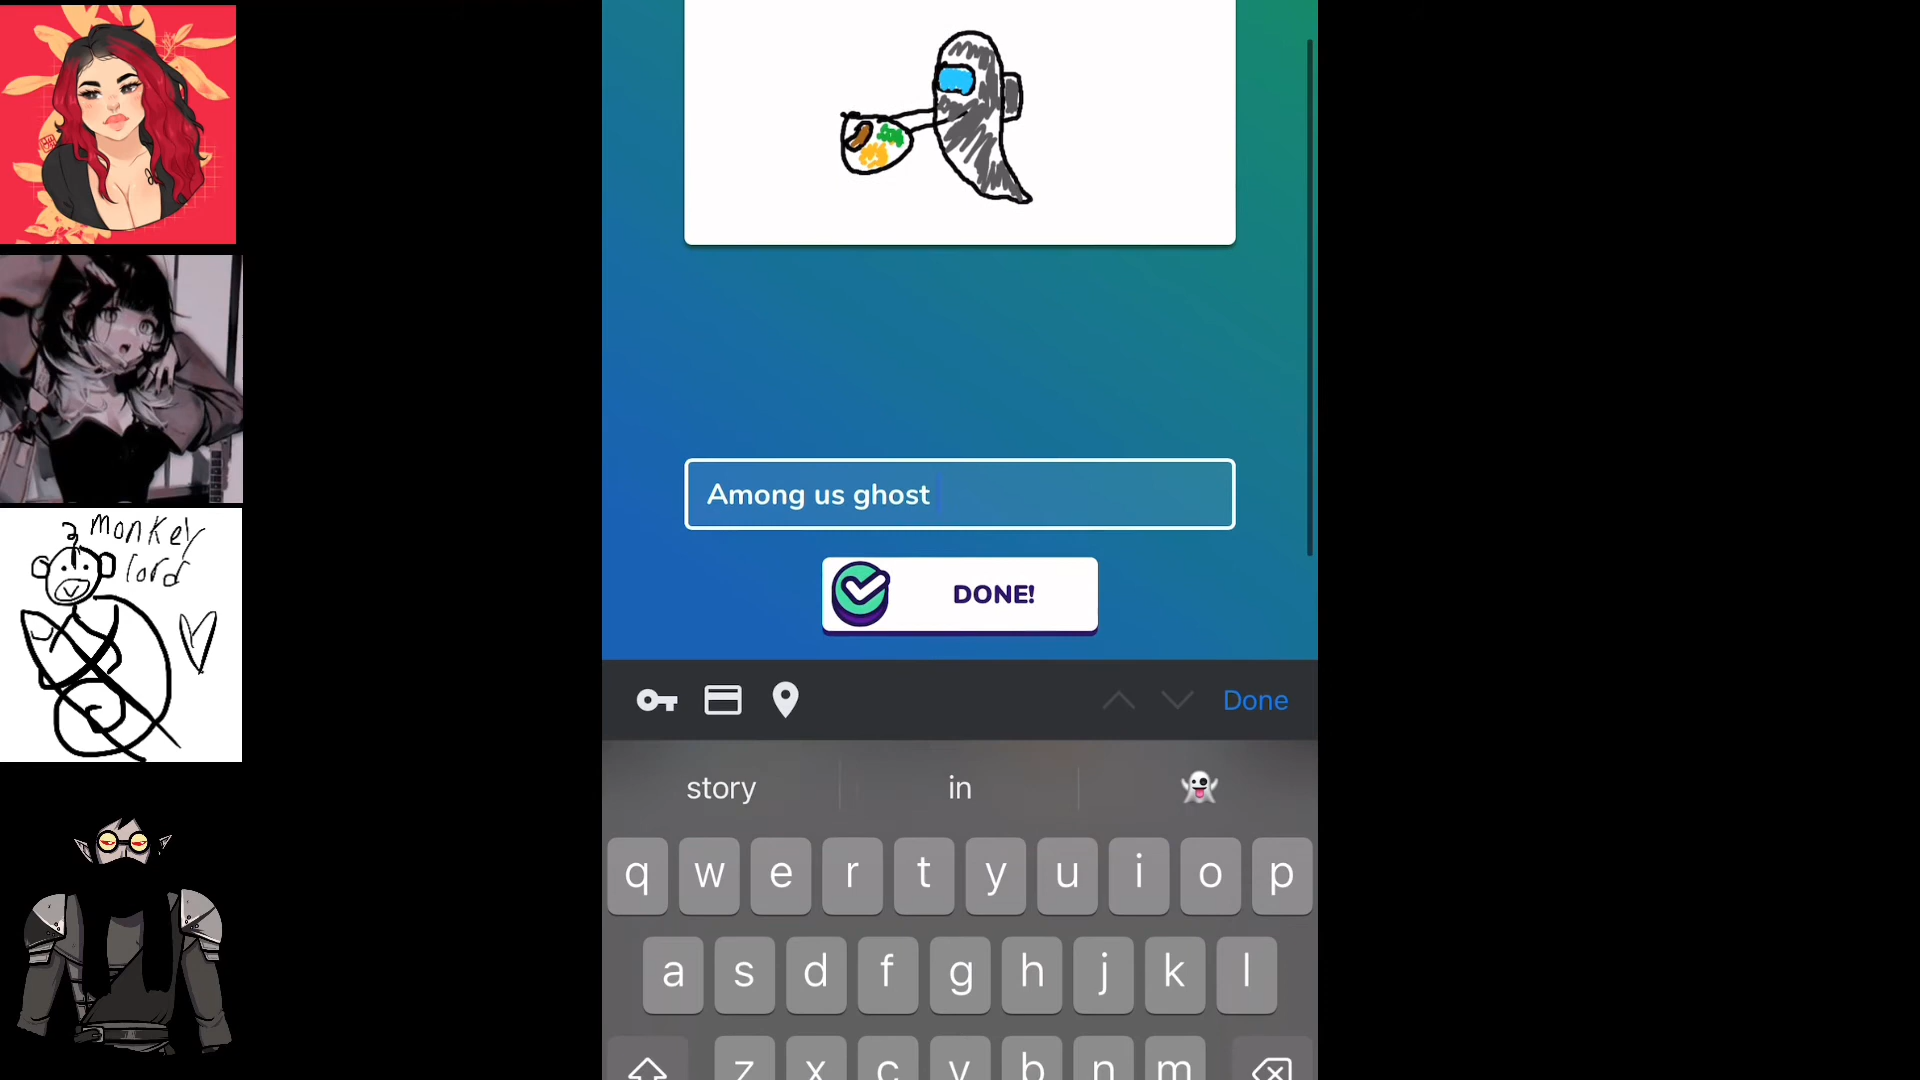 monkey
lord
Among us ghost
DONE!
Done
story in
q w e r t y u i o p
a s d f g h j k l
z x c v b n m